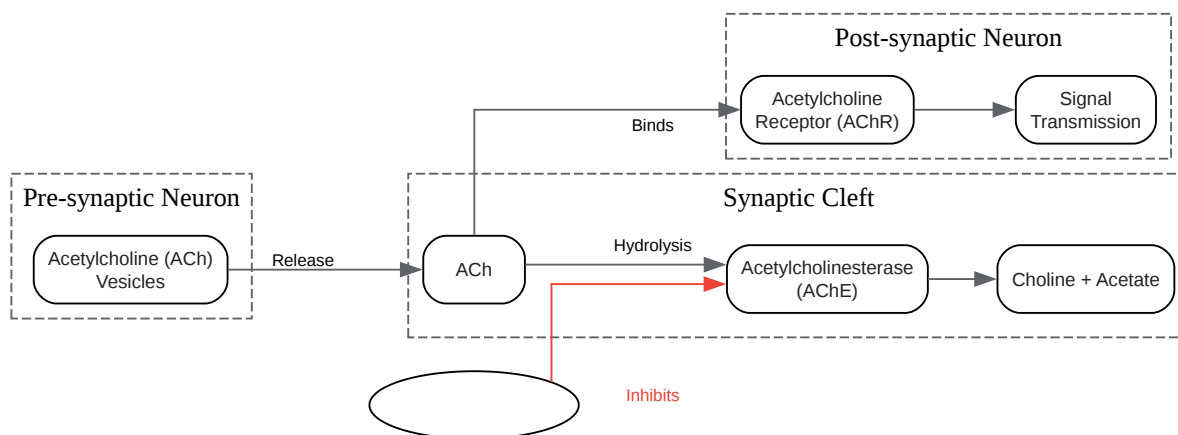 Post-synaptic Neuron
Acetylcholine
Receptor (AChR)
Signal
Transmission
Binds
Pre-synaptic Neuron
Synaptic Cleft
Acetylcholine (ACh)
Vesicles
Release
ACh
Hydrolysis
Acetylcholinesterase
(AChE)
Choline + Acetate
Inhibits